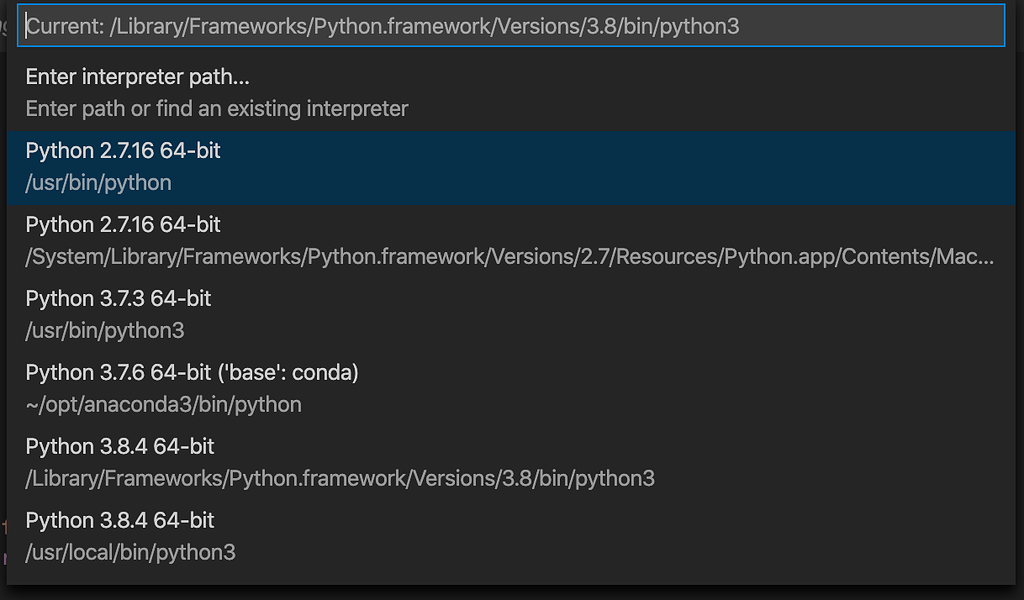 Current: /Library/Frameworks/Python.framework/Versions/3.8/bin/python3
Enter interpreter path...
Enter path or find an existing interpreter
Python 2.7.16 64-bit
/usr/bin/python
Python 2.7.16 64-bit
/System/Library/Frameworks/Python.framework/Versions/2.7/Resources/Python.app/Contents/Mac...
Python 3.7.3 64-bit
/usr/bin/python3
Python 3.7.6 64-bit ('base': conda)
~/opt/anaconda3/bin/python
Python 3.8.4 64-bit
/Library/Frameworks/Python.framework/Versions/3.8/bin/python3
Python 3.8.4 64-bit
/usr/local/bin/python3